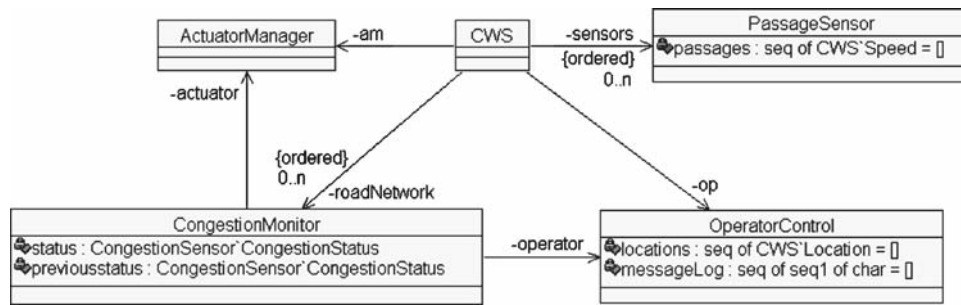 ActuatorManager
-am
CWS
-sensors
{ordered}
0..n
PassageSensor
passages : seq of CWS`Speed = []
-actuator
{ordered}
0..n
-roadNetwork
-op
CongestionMonitor
status : CongestionSensor`CongestionStatus
previousstatus : CongestionSensor`CongestionStatus
-operator
OperatorControl
locations : seq of CWS`Location = []
messageLog : seq of seq1 of char = []